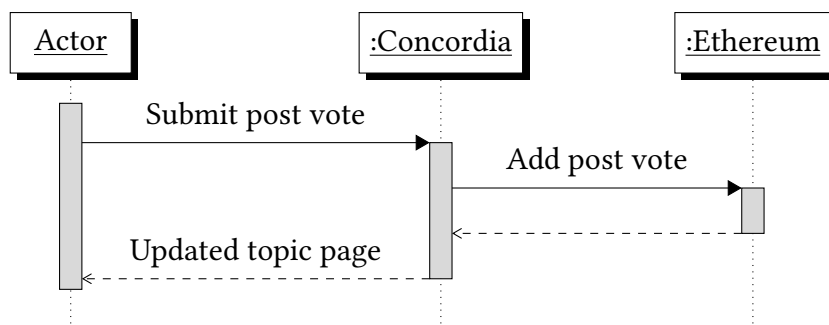 Actor
:Concordia
:Ethereum
Submit post vote
Add post vote
Updated topic page